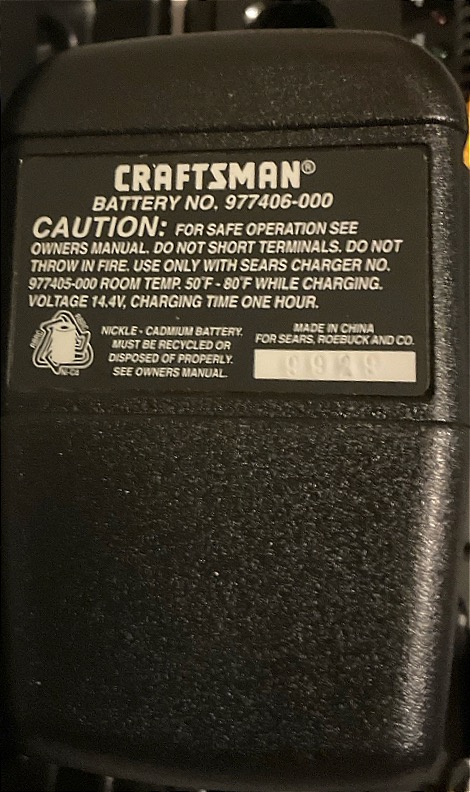 CRAFTSMAN®
BATTERY NO. 977406-000
CAUTION: FOR SAFE OPERATION SEE
OWNERS MANUAL. DO NOT SHORT TERMINALS. DO NOT
THROW IN FIRE. USE ONLY WITH SEARS CHARGER NO.
977405-000 ROOM TEMP. 50°F - 80°F WHILE CHARGING.
VOLTAGE 14.4V, CHARGING TIME ONE HOUR.
NICKLE - CADMIUM BATTERY.
MUST BE RECYCLED OR
DISPOSED OF PROPERLY.
SEE OWNERS MANUAL.
Ni-Cd
MADE IN CHINA
FOR SEARS, ROEBUCK AND CO.